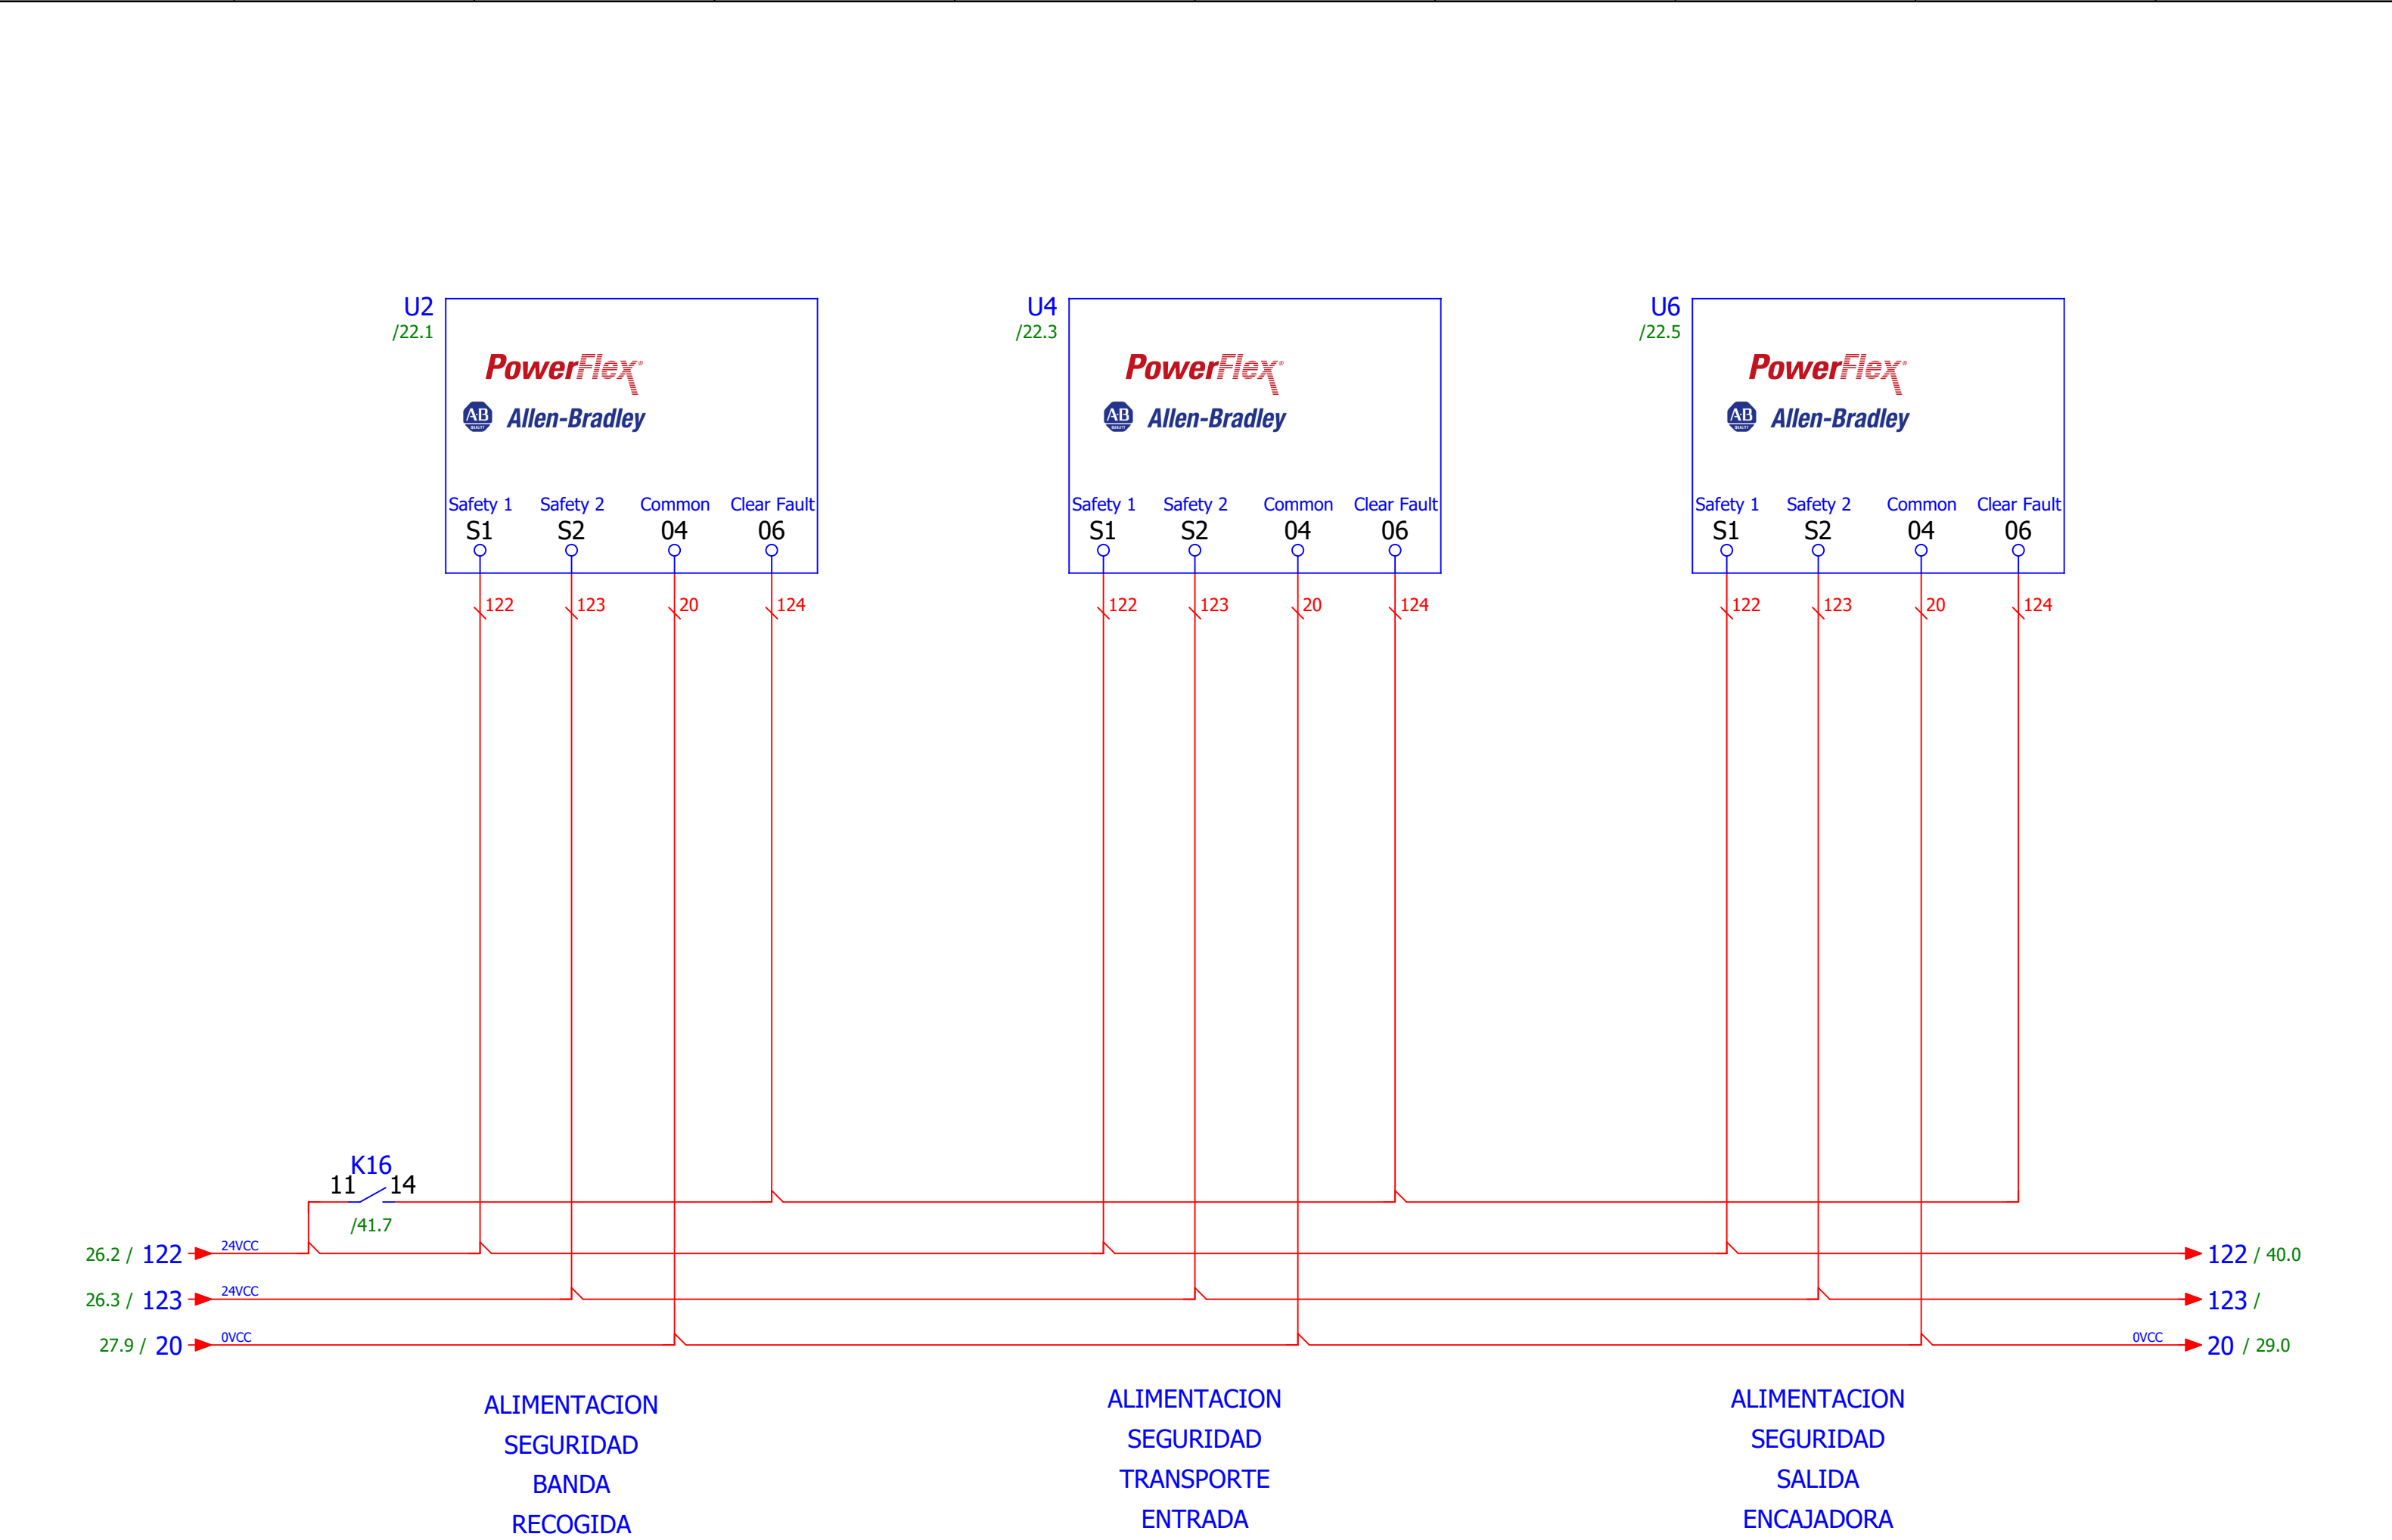 U2
/22.1
PowerFlex®
A·B QUALITY
Allen-Bradley
Safety 1 Safety 2 Common Clear Fault
S1 S2 04 06
122 123 20 124
U4
/22.3
PowerFlex®
A·B QUALITY
Allen-Bradley
Safety 1 Safety 2 Common Clear Fault
S1 S2 04 06
122 123 20 124
U6
/22.5
PowerFlex®
A·B QUALITY
Allen-Bradley
Safety 1 Safety 2 Common Clear Fault
S1 S2 04 06
122 123 20 124
K16
11 14
/41.7
26.2 / 122 24VCC 122 / 40.0
26.3 / 123 24VCC 123 /
27.9 / 20 0VCC 0VCC 20 / 29.0
ALIMENTACION
SEGURIDAD
BANDA
RECOGIDA
ALIMENTACION
SEGURIDAD
TRANSPORTE
ENTRADA
ALIMENTACION
SEGURIDAD
SALIDA
ENCAJADORA